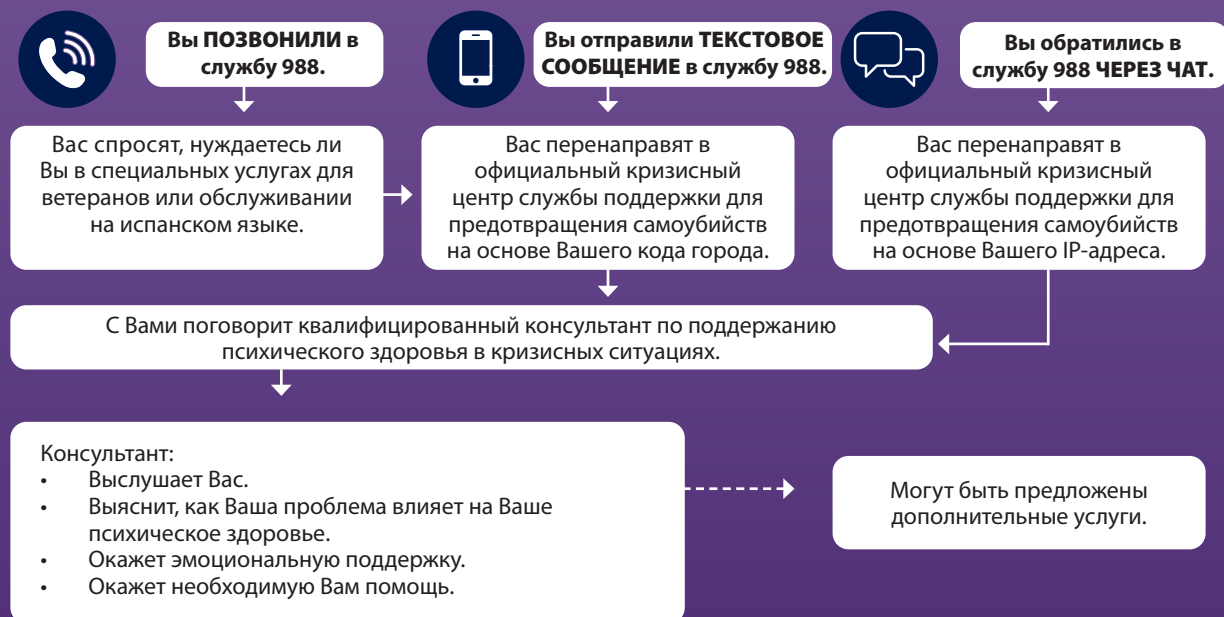 Вы ПОЗВОНИЛИ в
службу 988.
Вы отправили ТЕКСТОВОЕ
СООБЩЕНИЕ в службу 988.
Вы обратились в
службу 988 ЧЕРЕЗ ЧАТ.
Вас спросят, нуждаетесь ли
Вы в специальных услугах для
ветеранов или обслуживании
на испанском языке.
Вас перенаправят в
официальный кризисный
центр службы поддержки для
предотвращения самоубийств
на основе Вашего кода города.
Вас перенаправят в
официальный кризисный
центр службы поддержки для
предотвращения самоубийств
на основе Вашего IP-адреса.
С Вами поговорит квалифицированный консультант по поддержанию
психического здоровья в кризисных ситуациях.
Консультант:
• Выслушает Вас.
• Выяснит, как Ваша проблема влияет на Ваше
психическое здоровье.
• Окажет эмоциональную поддержку.
• Окажет необходимую Вам помощь.
Могут быть предложены
дополнительные услуги.